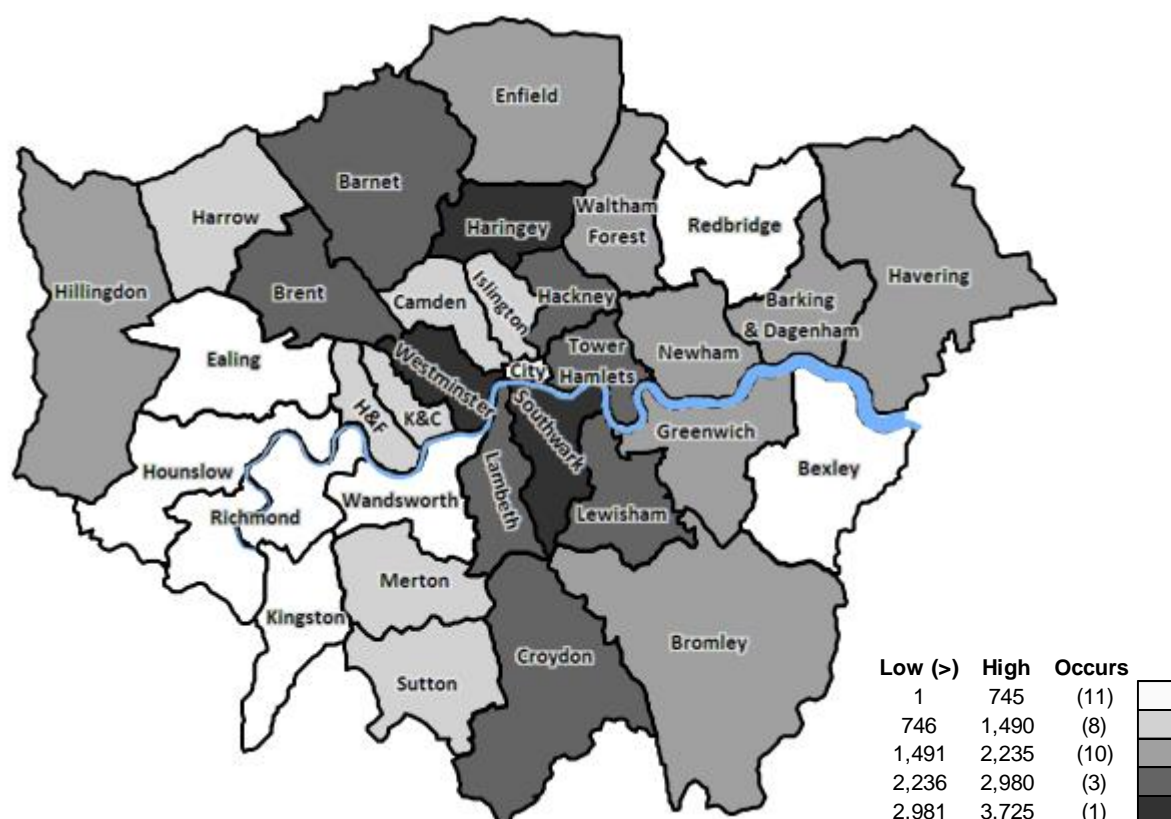 Enfield
Barnet
Harrow
Haringey
Waltham
Forest
Redbridge
Havering
Hillingdon
Brent
Camden
Islington
Hackney
Barking
& Dagenham
Ealing
Westminster
City
Tower
Hamlets
Newham
H&F
K&C
Southwark
Greenwich
Hounslow
Richmond
Wandsworth
Lambeth
Lewisham
Bexley
Merton
Kingston
Sutton
Croydon
Bromley
Low (>) High Occurs
1 745 (11)
746 1,490 (8)
1,491 2,235 (10)
2,236 2,980 (3)
2,981 3,725 (1)